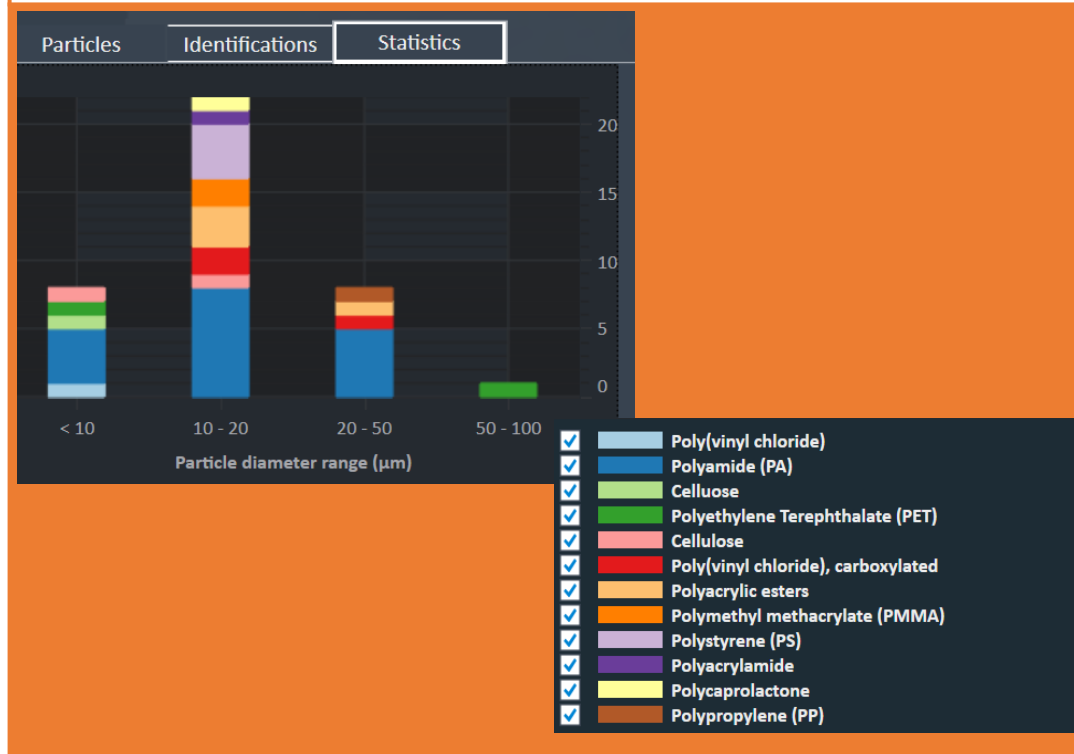 Particles Identifications Statistics
20
15
10
5
0
< 10 10 - 20 20 - 50 50 - 100
Particle diameter range (µm)
Poly(vinyl chloride)
Polyamide (PA)
Celluose
Polyethylene Terephthalate (PET)
Cellulose
Poly(vinyl chloride), carboxylated
Polyacrylic esters
Polymethyl methacrylate (PMMA)
Polystyrene (PS)
Polyacrylamide
Polycaprolactone
Polypropylene (PP)